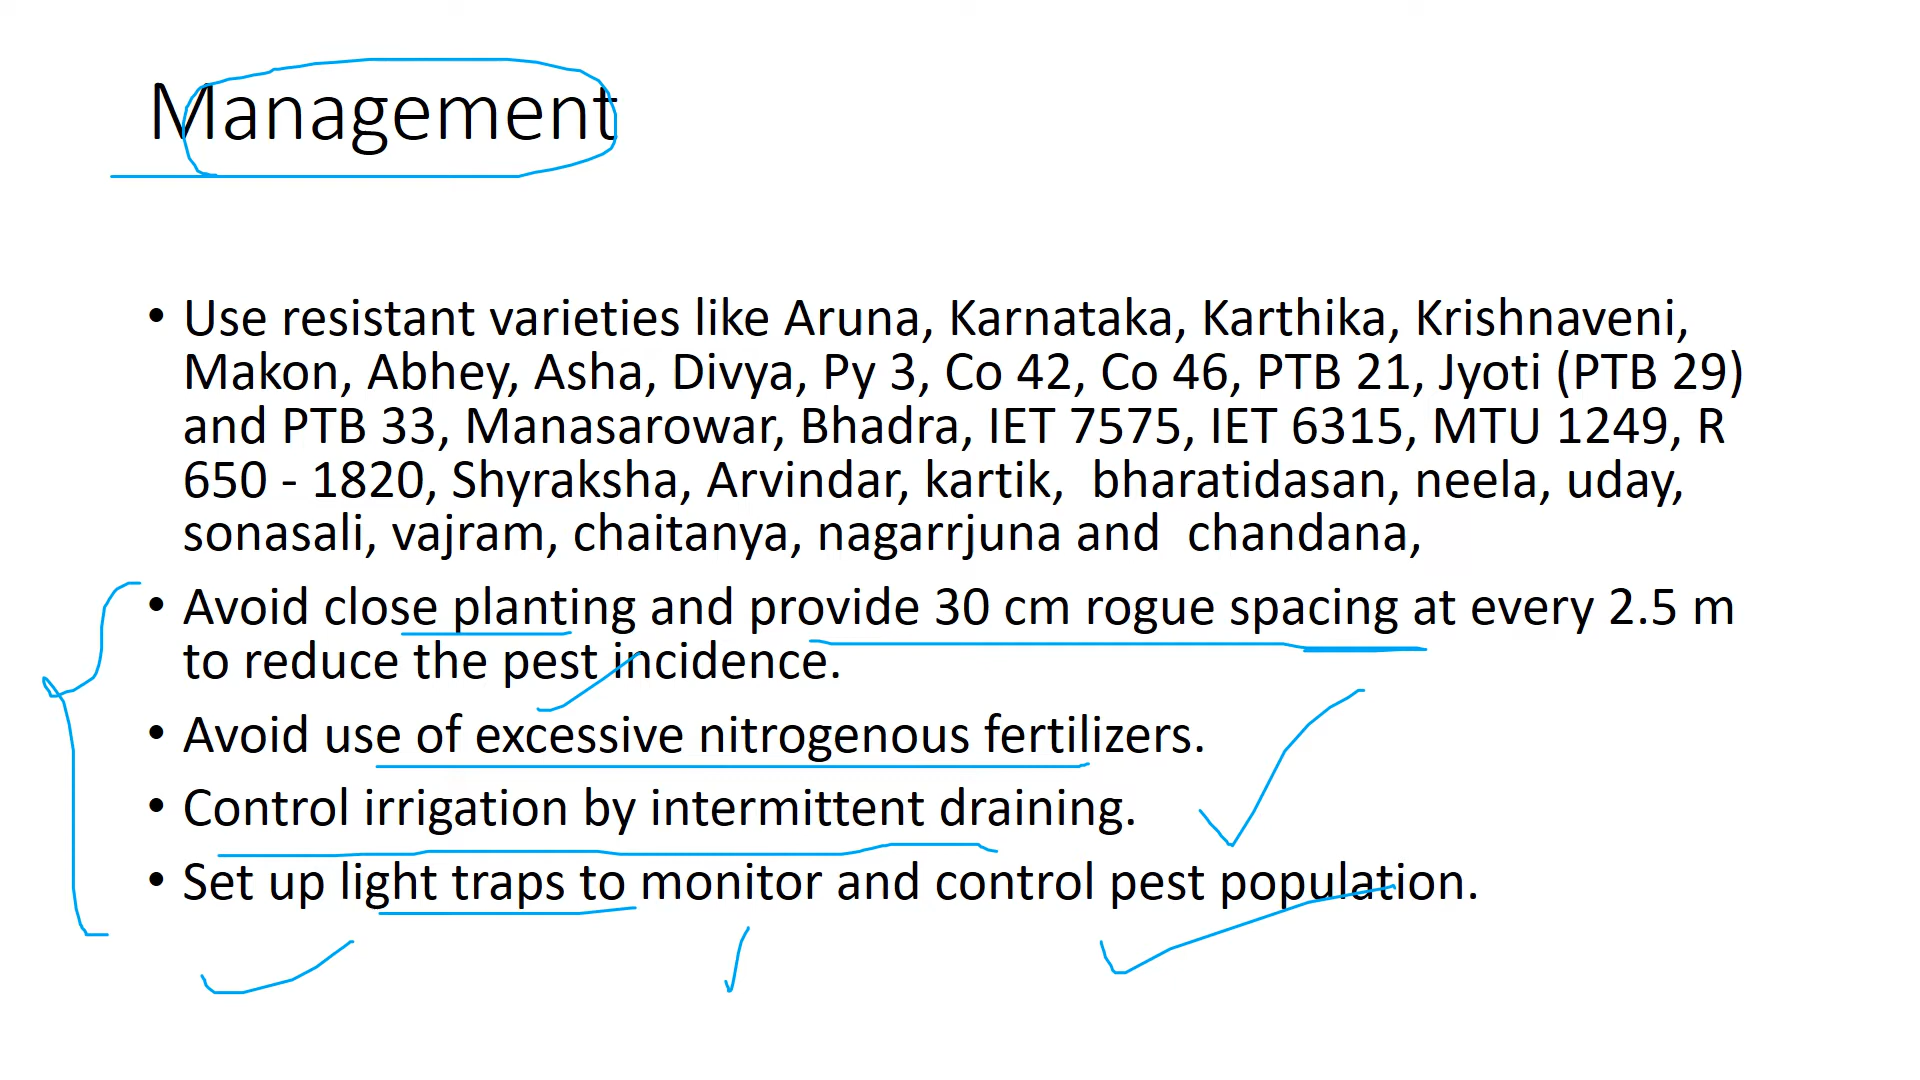 Management
• Use resistant varieties like Aruna, Karnataka, Karthika, Krishnaveni,
Makon, Abhey, Asha, Divya, Py 3, Co 42, Co 46, PTB 21, Jyoti (PTB 29)
and PTB 33, Manasarowar, Bhadra, IET 7575, IET 6315, MTU 1249, R
650 - 1820, Shyraksha, Arvindar, kartik,  bharatidasan, neela, uday,
sonasali, vajram, chaitanya, nagarrjuna and  chandana,
• Avoid close planting and provide 30 cm rogue spacing at every 2.5 m
to reduce the pest incidence.
• Avoid use of excessive nitrogenous fertilizers.
• Control irrigation by intermittent draining.
• Set up light traps to monitor and control pest population.